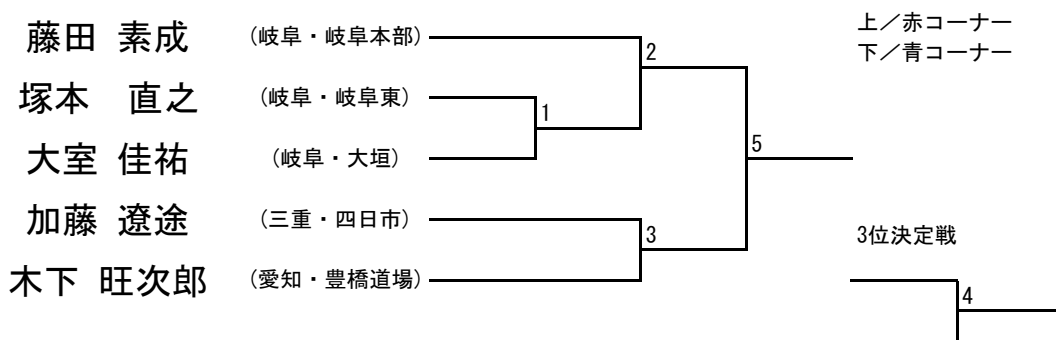 藤田 素成 (岐阜・岐阜本部)
上／赤コーナー
下／青コーナー
2
塚本 直之 (岐阜・岐阜東)
1
大室 佳祐 (岐阜・大垣)
5
加藤 遼途 (三重・四日市)
3
3位決定戦
木下 旺次郎 (愛知・豊橋道場)
4